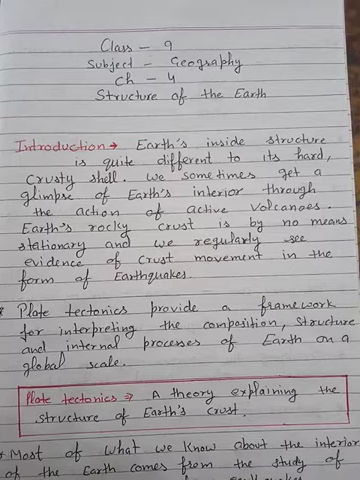 Class - 9
Subject - Geography
Ch - 4
Structure of the Earth
Introduction → Earth's inside structure
is quite different to its hard,
crusty shell. We sometimes get a
glimpse of Earth's interior through
the action of active volcanoes.
Earth's rocky crust is by no means
stationary and we regularly see
evidence of crust movement in the
form of Earthquakes.
* Plate tectonics provide a framework
for interpreting the composition, structure
and internal processes of Earth on a
global scale.
Plate tectonics → A theory explaining the
structure of Earth's crust.
Most of what we know about the interior
of the Earth comes from the study of